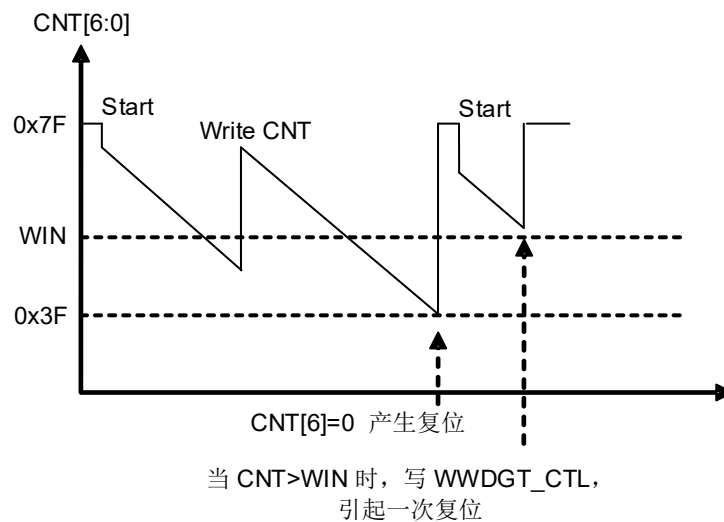 CNT[6:0]
Start
Start
0x7F
Write CNT
WIN
0x3F
CNT[6]=0 产生复位
当 CNT>WIN 时，写 WWDGT_CTL，
引起一次复位